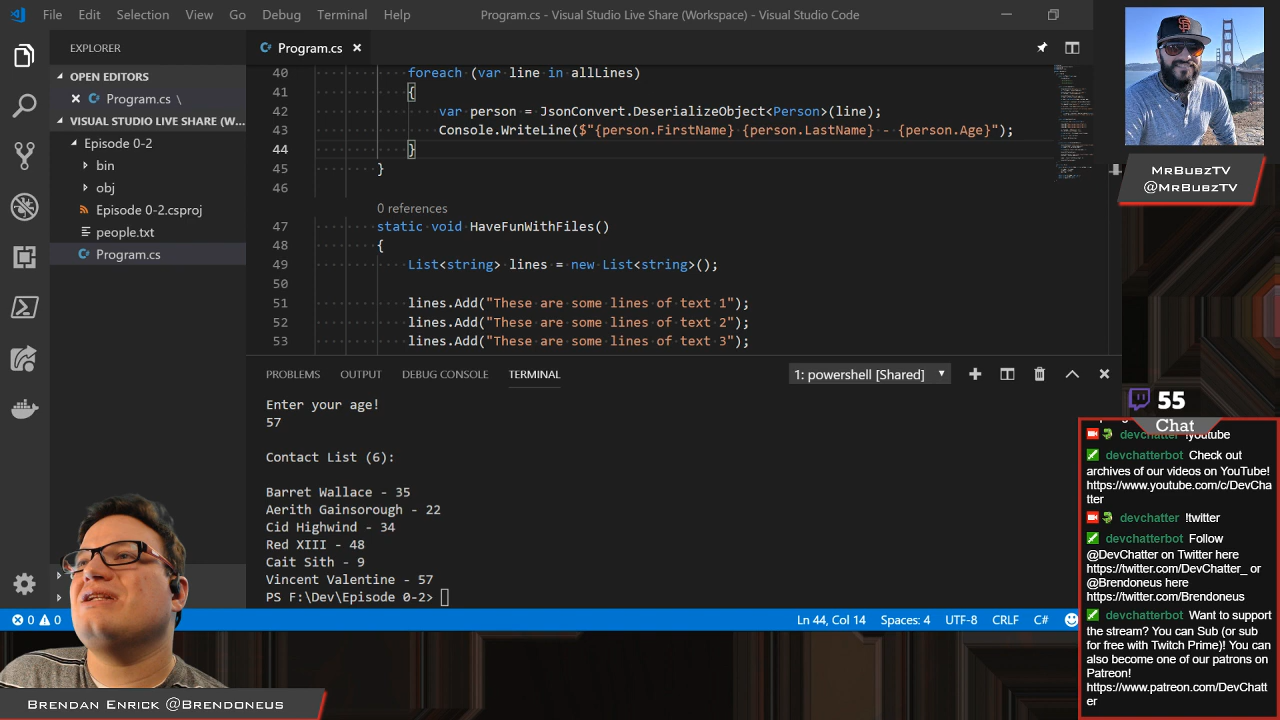 File Edit Selection View Go Debug Terminal Help
Program.cs - Visual Studio Live Share (Workspace) - Visual Studio Code
EXPLORER
OPEN EDITORS
Program.cs \
VISUAL STUDIO LIVE SHARE (W...
Episode 0-2
bin
obj
Episode 0-2.csproj
people.txt
Program.cs
Program.cs
40 foreach (var line in allLines)
41 {
42 var person = JsonConvert.DeserializeObject<Person>(line);
43 Console.WriteLine($"{person.FirstName} {person.LastName} - {person.Age}");
44 }
45 }
46
0 references
47 static void HaveFunWithFiles()
48 {
49 List<string> lines = new List<string>();
50
51 lines.Add("These are some lines of text 1");
52 lines.Add("These are some lines of text 2");
53 lines.Add("These are some lines of text 3");
PROBLEMS OUTPUT DEBUG CONSOLE TERMINAL
1: powershell [Shared]
Enter your age!
57
Contact List (6):
Barret Wallace - 35
Aerith Gainsorough - 22
Cid Highwind - 34
Red XIII - 48
Cait Sith - 9
Vincent Valentine - 57
PS F:\Dev\Episode 0-2>
0 0
Ln 44, Col 14 Spaces: 4 UTF-8 CRLF C#
MrBubzTV
@MrBubzTV
55
Chat
devchatter !youtube
devchatterbot Check out
archives of our videos on YouTube!
https://www.youtube.com/c/DevCha
tter
devchatter !twitter
devchatterbot Follow
@DevChatter on Twitter here
https://twitter.com/DevChatter_ or
@Brendoneus here
https://twitter.com/Brendoneus
devchatterbot Want to support
the stream? You can Sub (or sub
for free with Twitch Prime)! You can
also become one of our patrons on
Patreon!
https://www.patreon.com/DevChatt
er
Brendan Enrick @Brendoneus